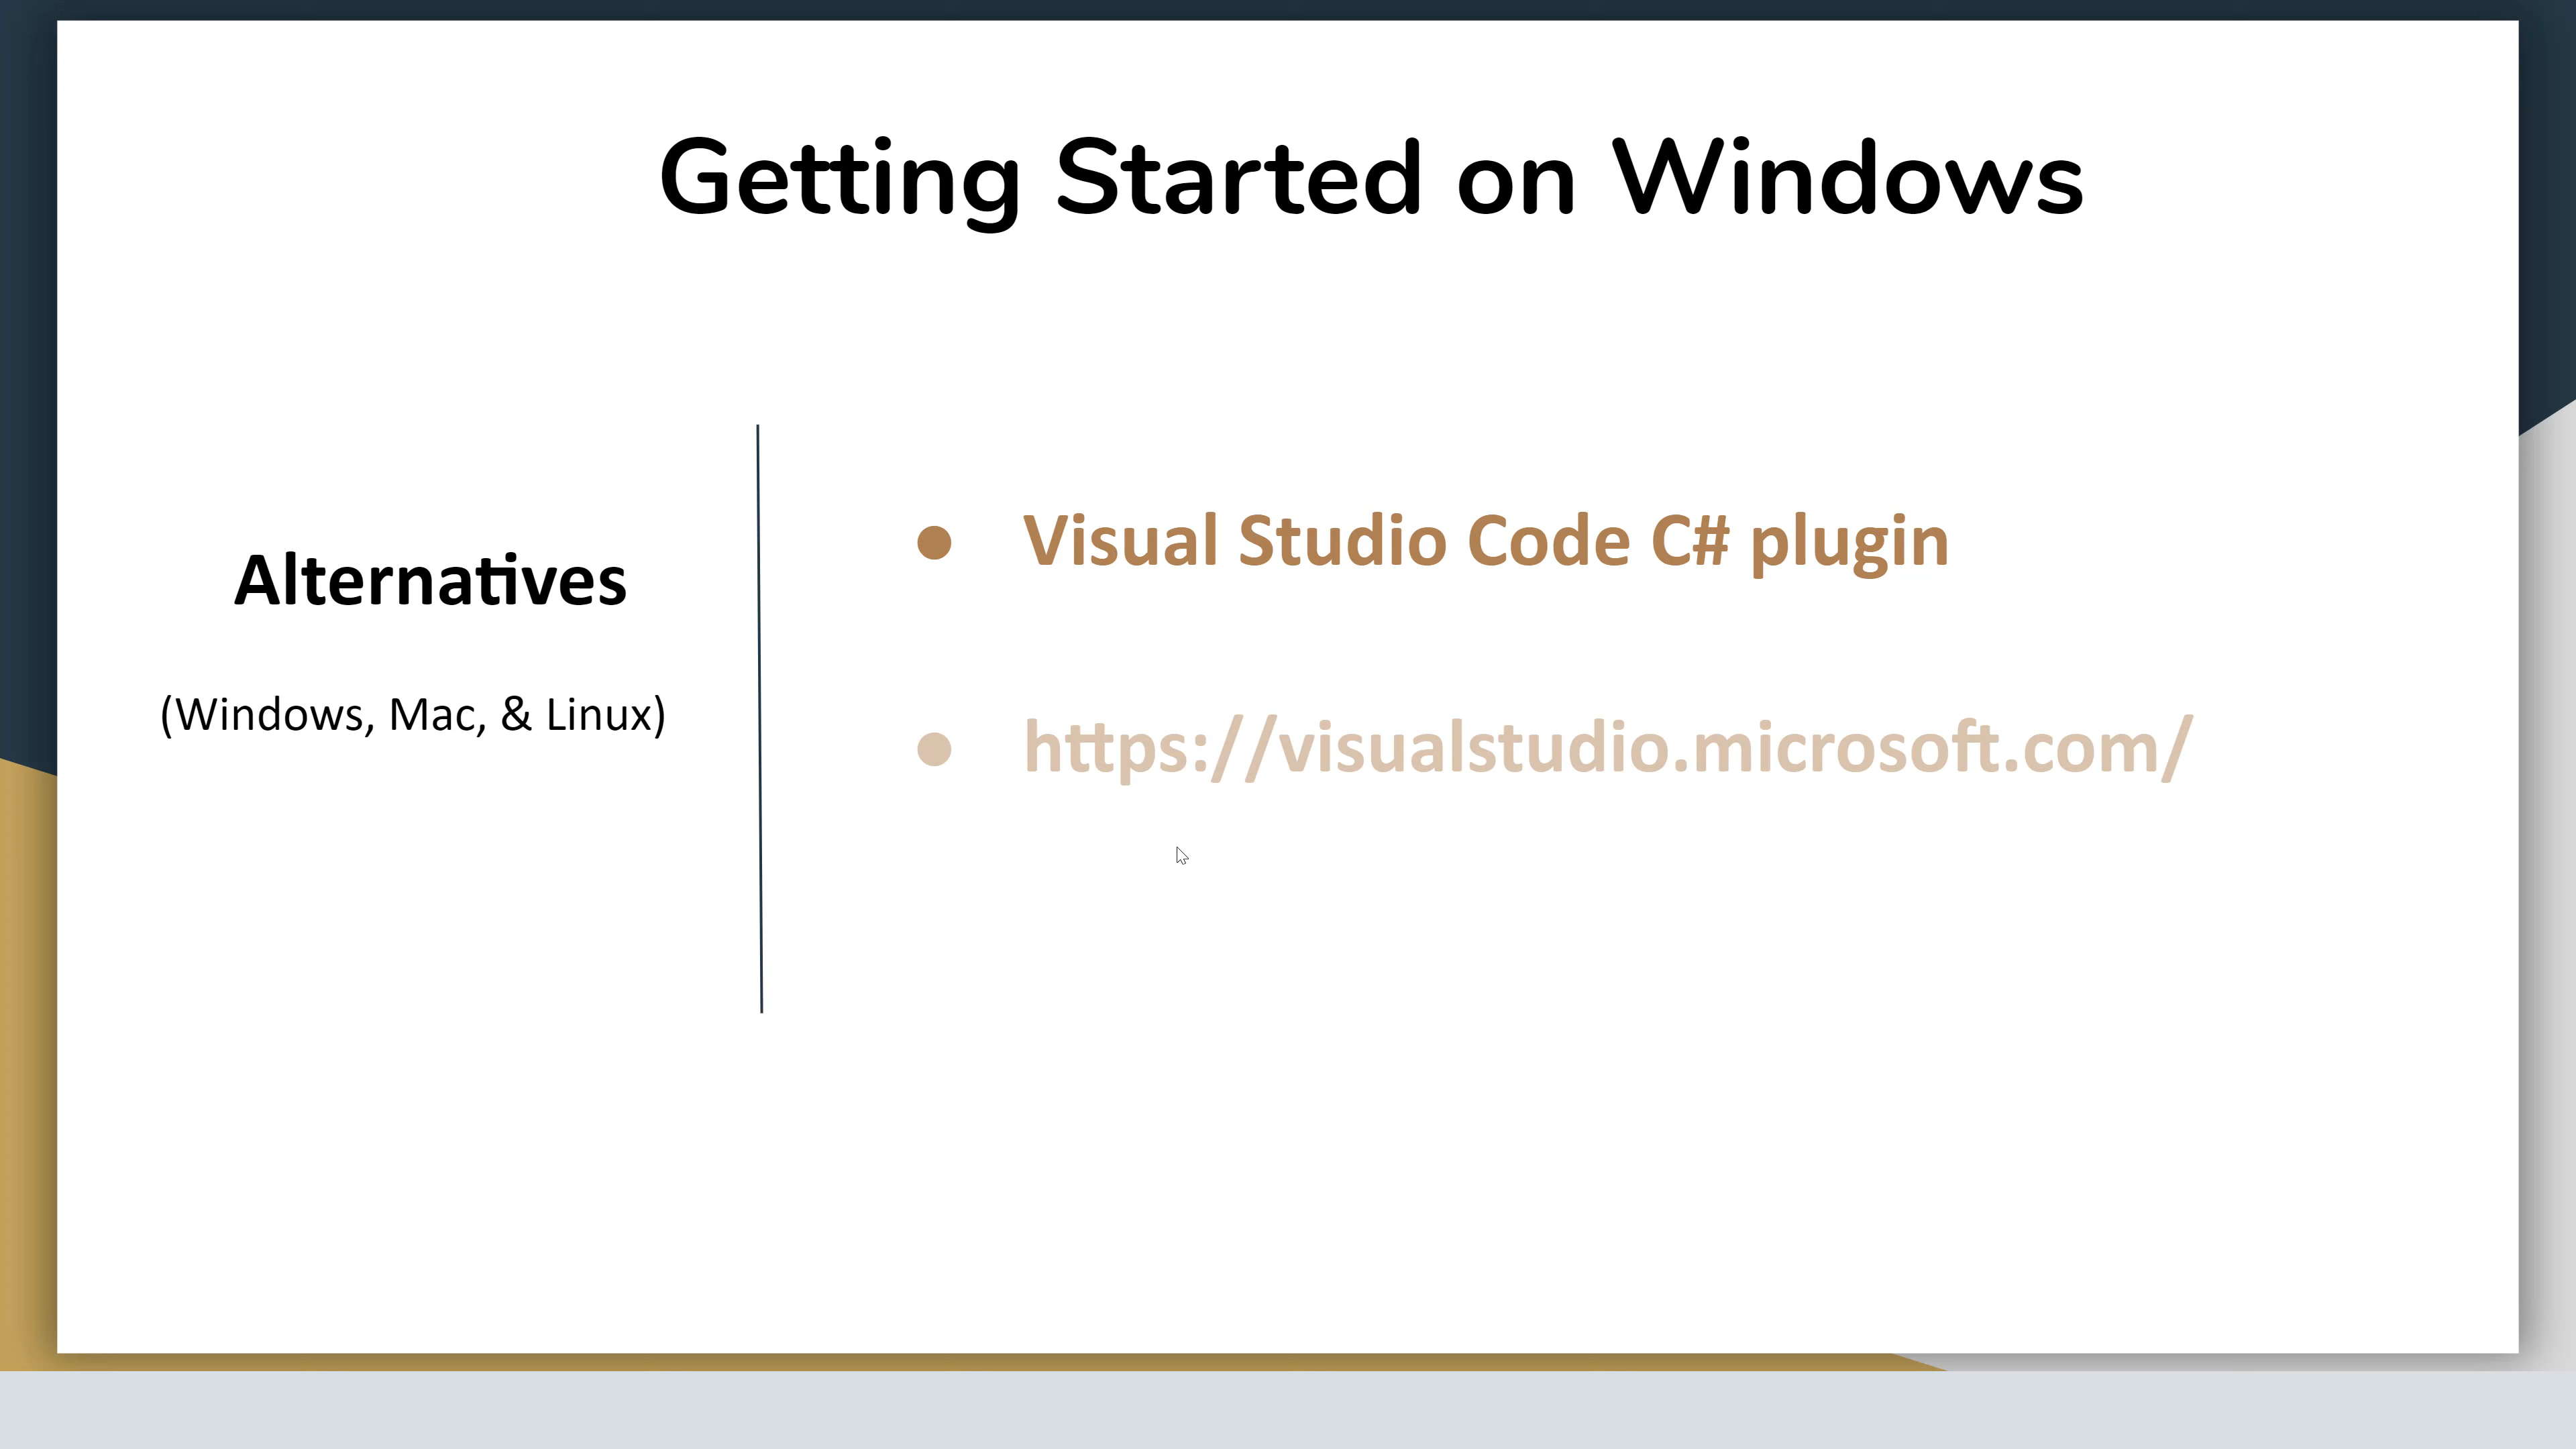 Getting Started on Windows
Alternatives
(Windows, Mac, & Linux)
● Visual Studio Code C# plugin
● https://visualstudio.microsoft.com/